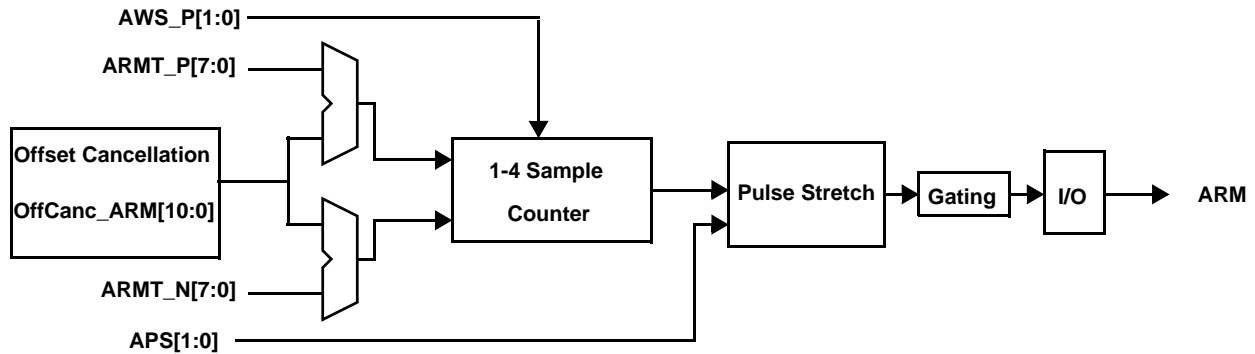 AWS_P[1:0]
ARMT_P[7:0]
Offset Cancellation
OffCanc_ARM[10:0]
ARMT_N[7:0]
APS[1:0]
1-4 Sample
Counter
Pulse Stretch
Gating
I/O
ARM